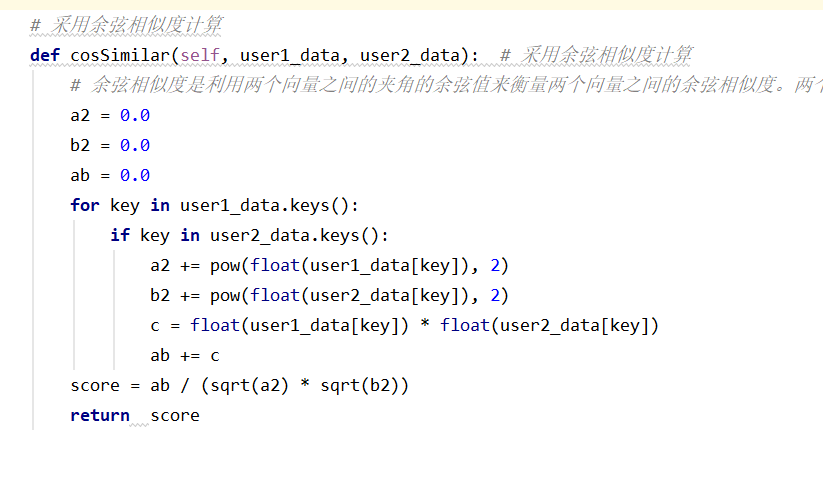 # 采用余弦相似度计算
def cosSimilar(self, user1_data, user2_data):  # 采用余弦相似度计算
    # 余弦相似度是利用两个向量之间的夹角的余弦值来衡量两个向量之间的余弦相似度。两
    a2 = 0.0
    b2 = 0.0
    ab = 0.0
    for key in user1_data.keys():
        if key in user2_data.keys():
            a2 += pow(float(user1_data[key]), 2)
            b2 += pow(float(user2_data[key]), 2)
            c = float(user1_data[key]) * float(user2_data[key])
            ab += c
    score = ab / (sqrt(a2) * sqrt(b2))
    return  score